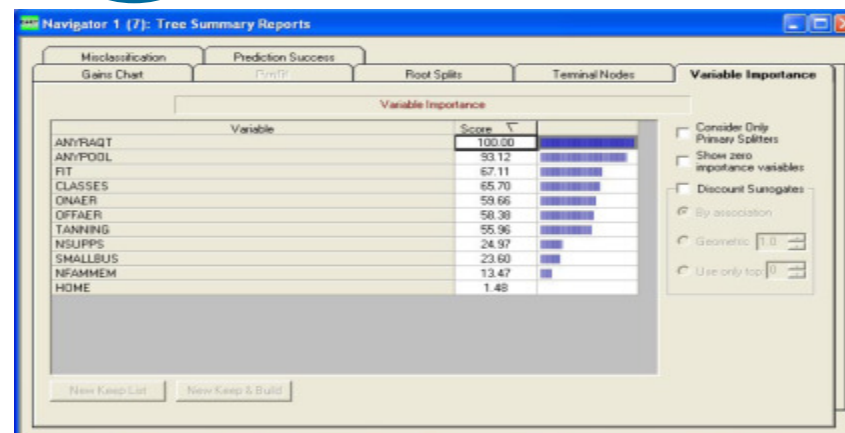 Navigator 1 (7): Tree Summary Reports
Misclassification Prediction Success
Gains Chart Profit Root Splits Terminal Nodes Variable Importance
Variable Importance
Variable Score
ANYRAQT 100.00
ANYPOOL 93.12
FIT 67.11
CLASSES 65.70
ONAER 59.66
OFFAER 58.38
TANNING 55.96
NSUPPS 24.97
SMALLBUS 23.60
NFAMMEM 13.47
HOME 1.48
Consider Only
Primary Splitters
Show zero
importance variables
Discount Surrogates
By association
Geometric 1.0
Use only top 0
New Keep List New Keep & Build